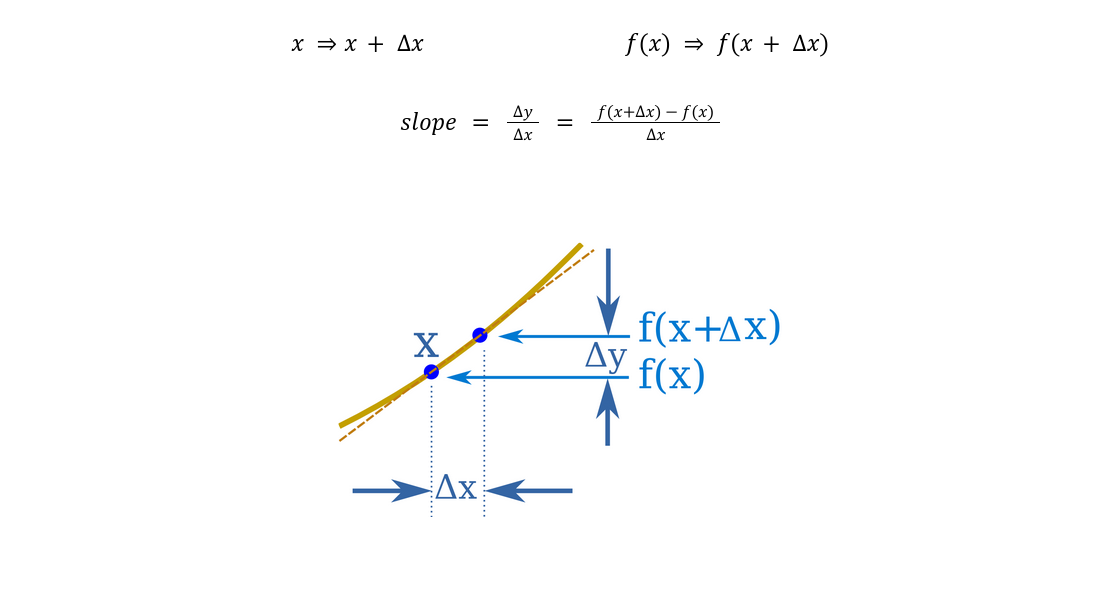 x ⇒ x + Δx
f(x) ⇒ f(x + Δx)
slope = Δy/Δx = f(x+Δx) − f(x)/Δx
x
f(x+Δx)
Δy
f(x)
Δx